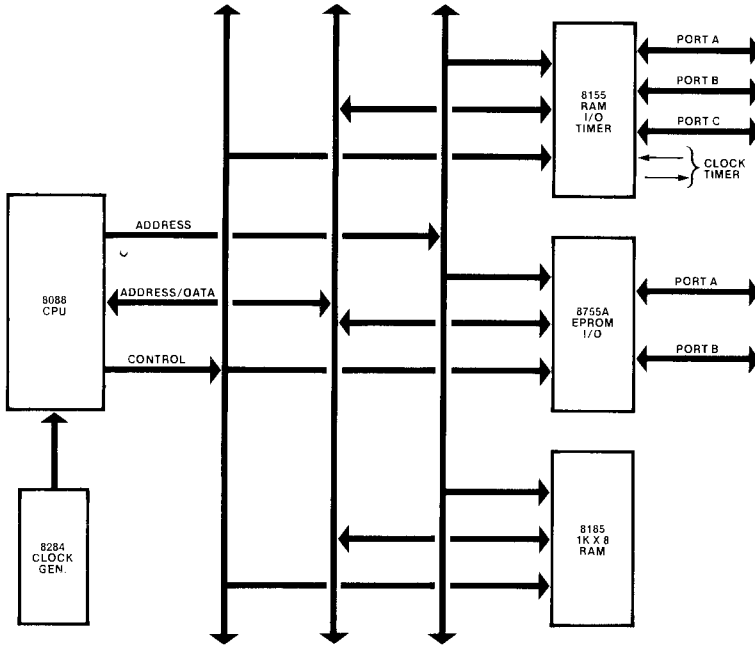 PORT A
8155
RAM
I/O
TIMER
PORT B
PORT C
CLOCK
TIMER
ADDRESS
8088
CPU
ADDRESS/DATA
CONTROL
8755A
EPROM
I/O
PORT A
PORT B
8284
CLOCK
GEN.
8185
1K X 8
RAM